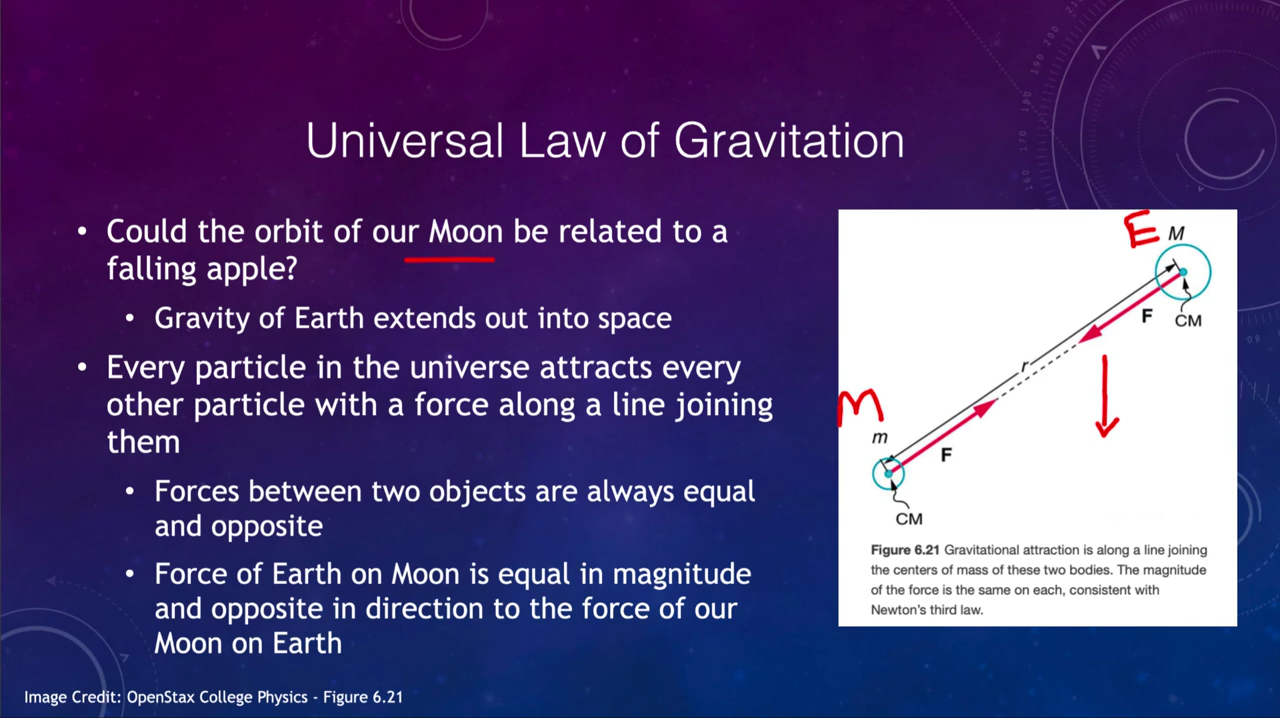 Universal Law of Gravitation
• Could the orbit of our Moon be related to a
falling apple?
• Gravity of Earth extends out into space
• Every particle in the universe attracts every
other particle with a force along a line joining
them
• Forces between two objects are always equal
and opposite
• Force of Earth on Moon is equal in magnitude
and opposite in direction to the force of our
Moon on Earth
E M
F CM
r
m
m
F
CM
Figure 6.21 Gravitational attraction is along a line joining
the centers of mass of these two bodies. The magnitude
of the force is the same on each, consistent with
Newton's third law.
Image Credit: OpenStax College Physics - Figure 6.21